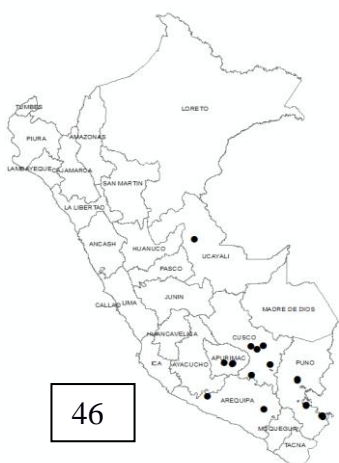 LORETO
TUMBES
PIURA
AMAZONAS
LAMBAYEQUE
CAJAMARCA
SAN MARTIN
LA LIBERTAD
ANCASH
HUANUCO
UCAYALI
PASCO
JUNIN
CALLAO
LIMA
MADRE DE DIOS
HUANCAVELICA
CUSCO
ICA
AYACUCHO
APURIMAC
PUNO
AREQUIPA
MOQUEGUA
TACNA
46